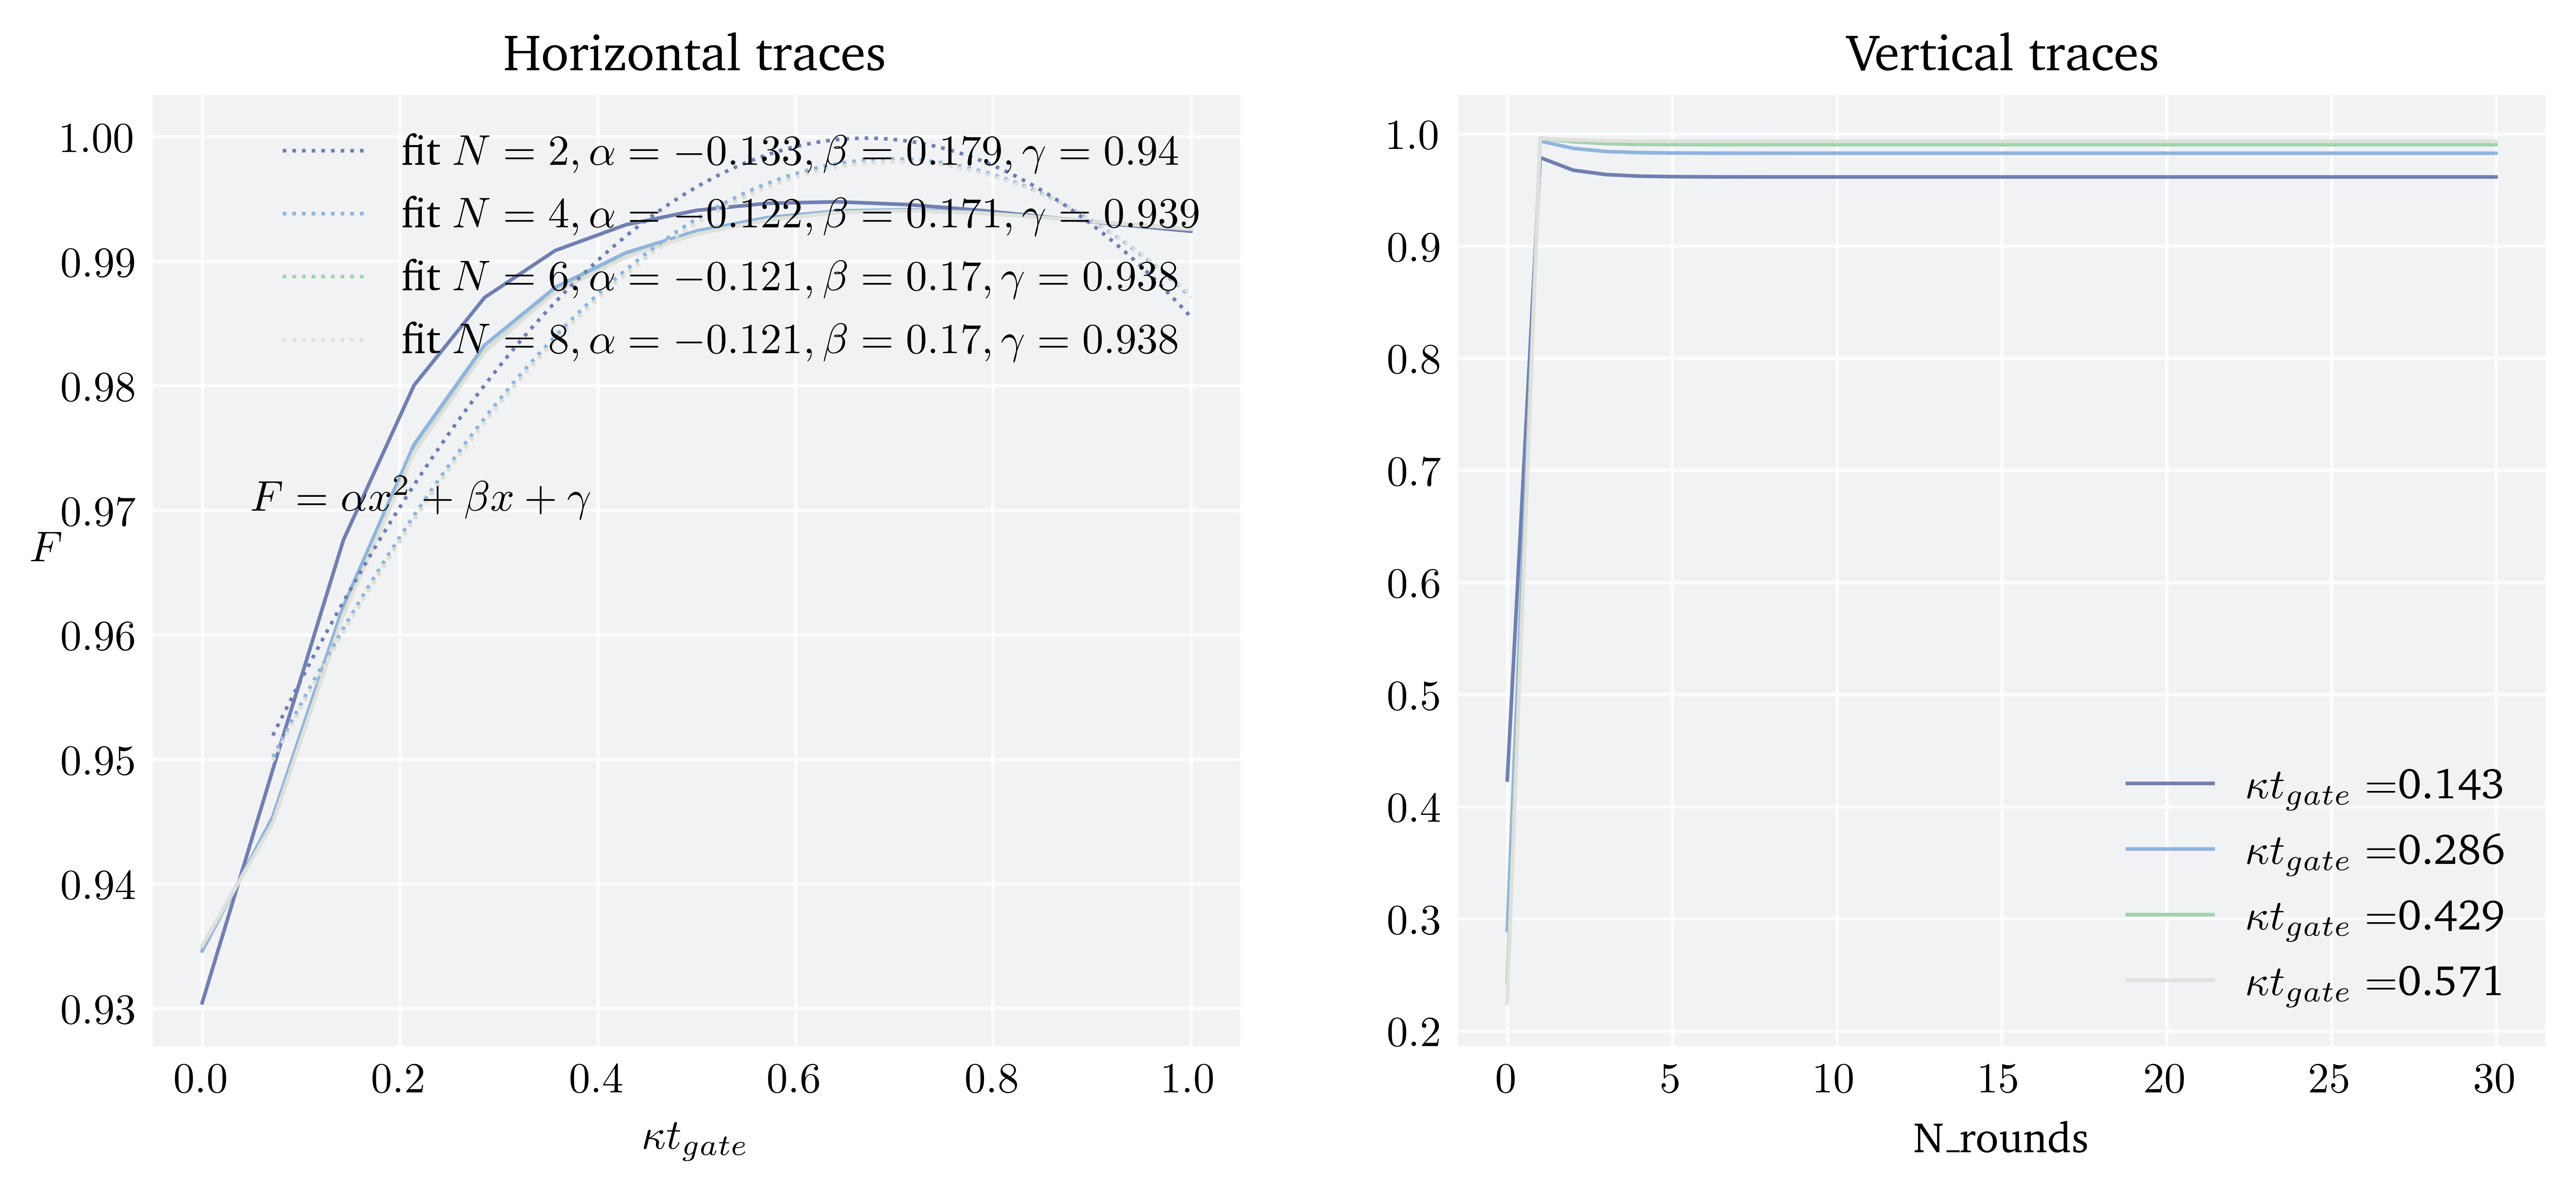 Horizontal traces
fit N = 2, α = −0.133, β = 0.179, γ = 0.94
fit N = 4, α = −0.122, β = 0.171, γ = 0.939
fit N = 6, α = −0.121, β = 0.17, γ = 0.938
fit N = 8, α = −0.121, β = 0.17, γ = 0.938
F = αx² + βx + γ
1.00
0.99
0.98
0.97
0.96
0.95
0.94
0.93
F
0.0 0.2 0.4 0.6 0.8 1.0
κt_gate
Vertical traces
1.0
0.9
0.8
0.7
0.6
0.5
0.4
0.3
0.2
κt_gate =0.143
κt_gate =0.286
κt_gate =0.429
κt_gate =0.571
0 5 10 15 20 25 30
N_rounds